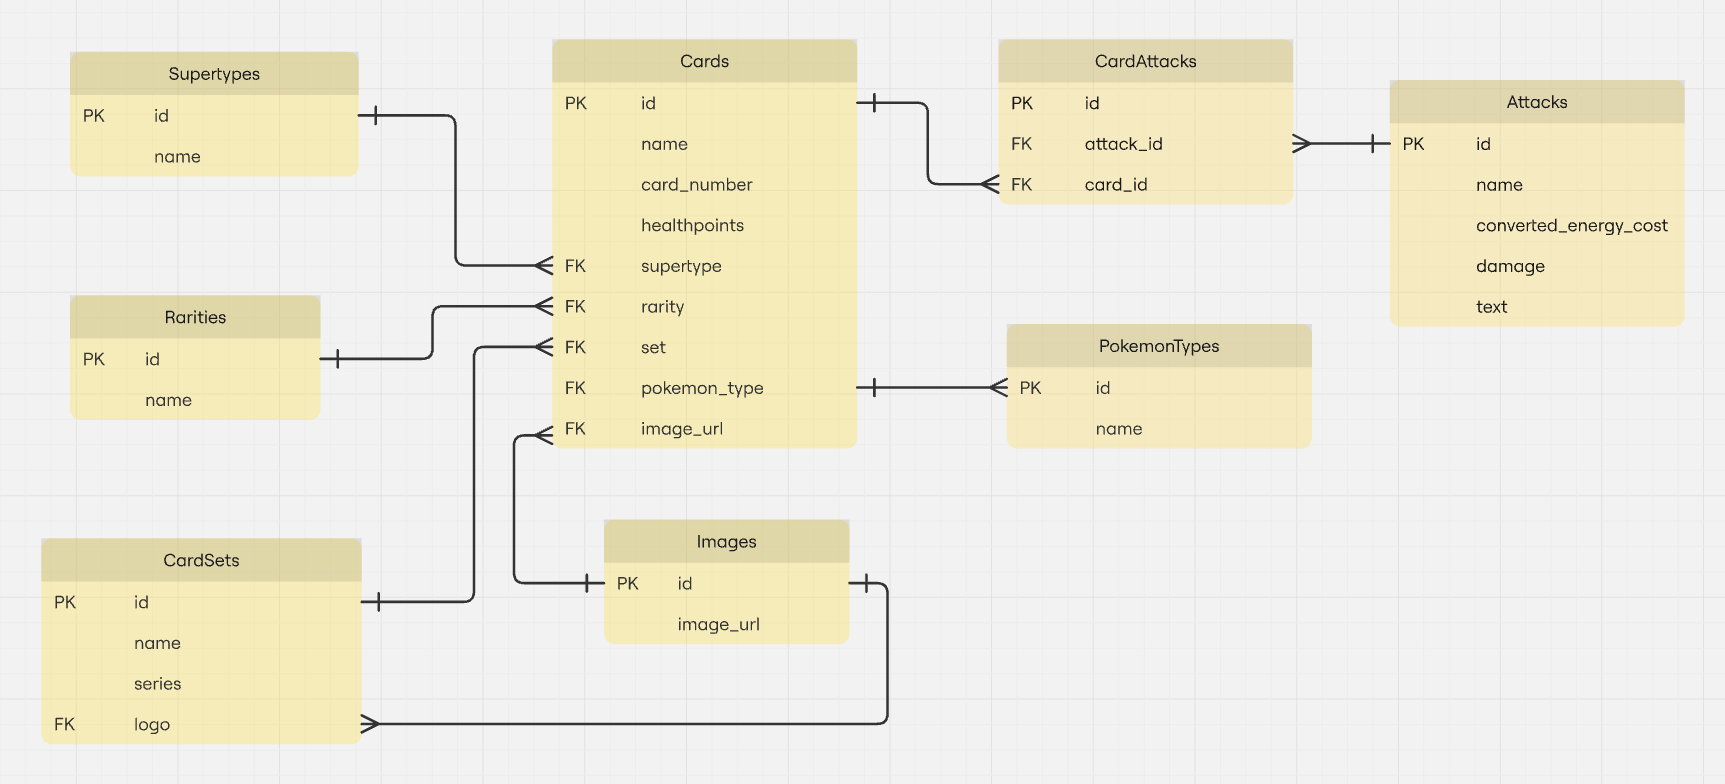 Supertypes
PK id
name
Rarities
PK id
name
CardSets
PK id
name
series
FK logo
Cards
PK id
name
card_number
healthpoints
FK supertype
FK rarity
FK set
FK pokemon_type
FK image_url
Images
PK id
image_url
CardAttacks
PK id
FK attack_id
FK card_id
PokemonTypes
PK id
name
Attacks
PK id
name
converted_energy_cost
damage
text